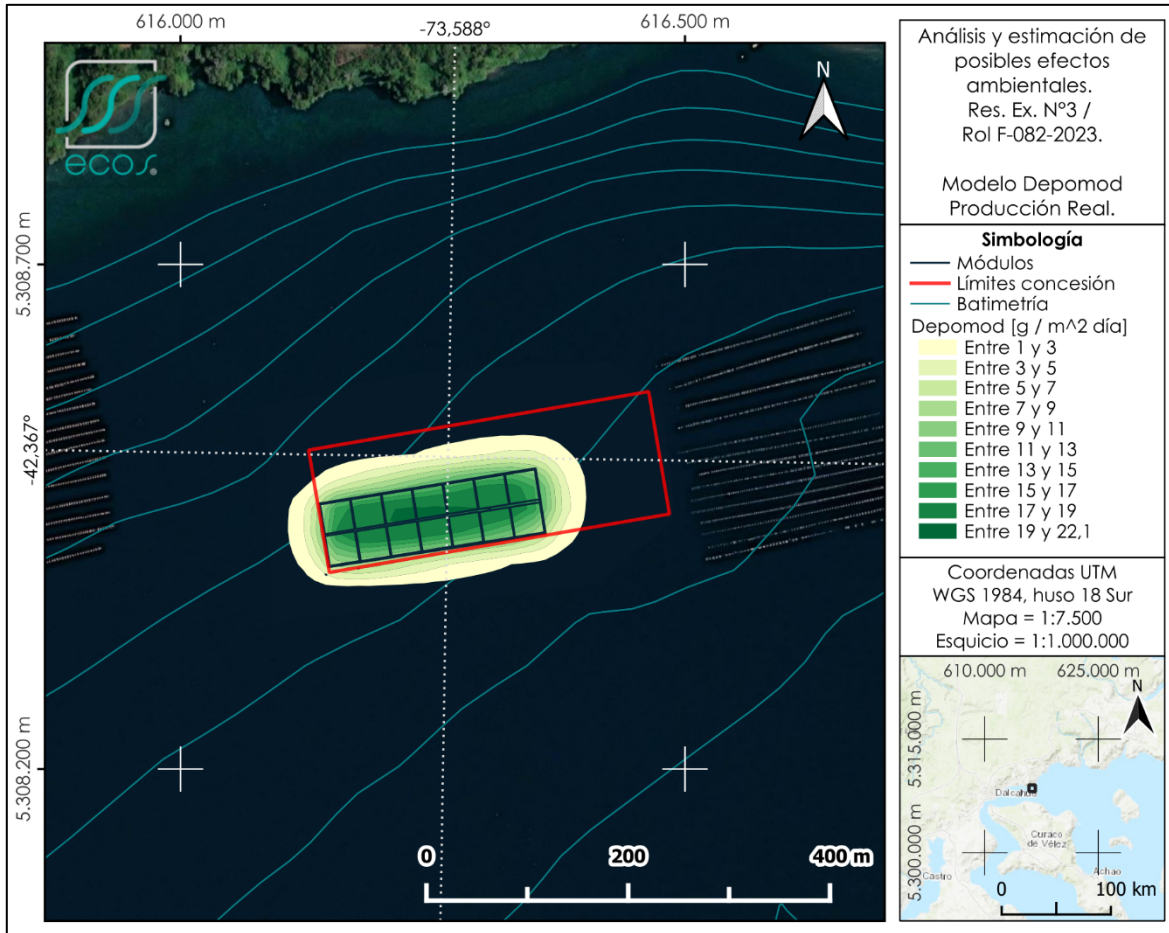 616.000 m
-73,588°
616.500 m
ecos
N
5.308.700 m
-42,367°
5.308.200 m
0
200
400 m
Análisis y estimación de
posibles efectos
ambientales.
Res. Ex. N°3 /
Rol F-082-2023.
Modelo Depomod
Producción Real.
Simbología
Módulos
Límites concesión
Batimetría
Depomod [g / m^2 día]
Entre 1 y 3
Entre 3 y 5
Entre 5 y 7
Entre 7 y 9
Entre 9 y 11
Entre 11 y 13
Entre 13 y 15
Entre 15 y 17
Entre 17 y 19
Entre 19 y 22,1
Coordenadas UTM
WGS 1984, huso 18 Sur
Mapa = 1:7.500
Esquicio = 1:1.000.000
610.000 m
625.000 m
N
5.315.000 m
Dalcahue
Curaco
de Vélez
5.300.000 m
Castro
Achao
0
100 km